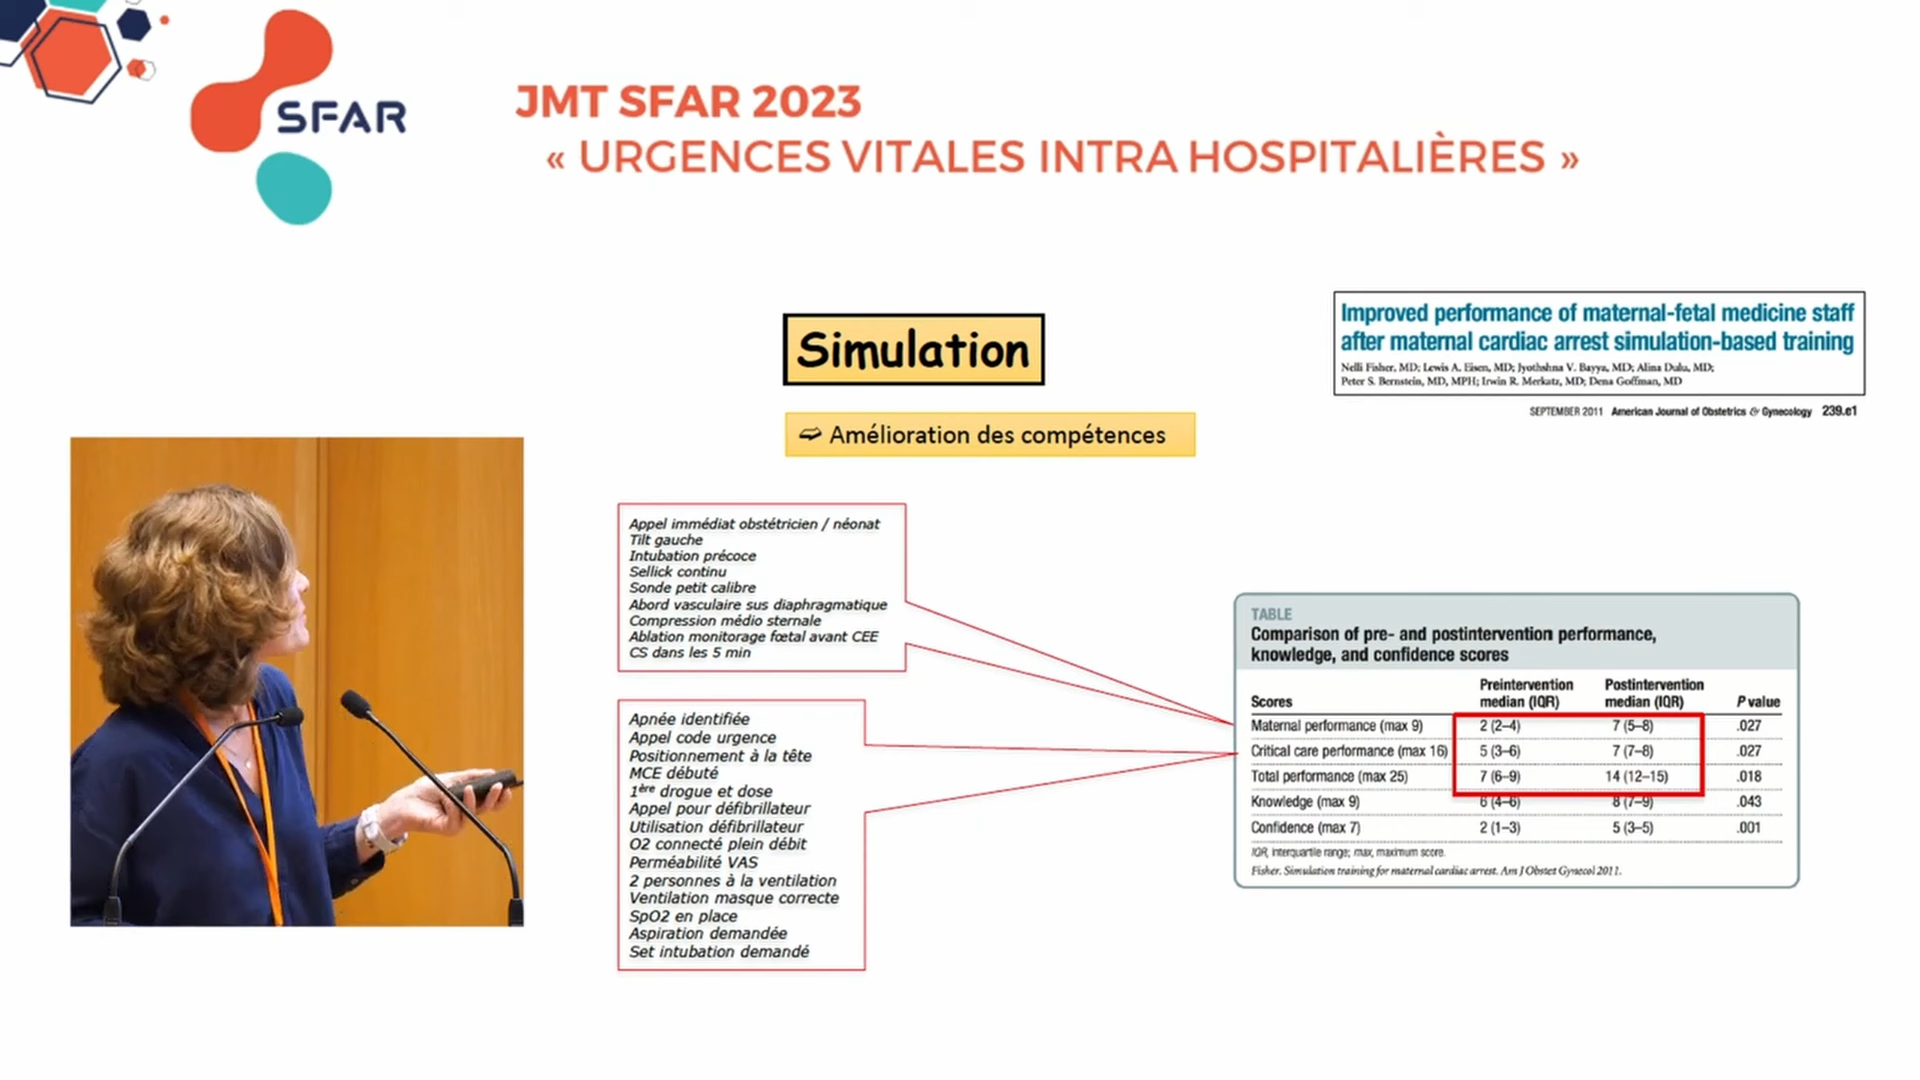 SFAR
JMT SFAR 2023
« URGENCES VITALES INTRA HOSPITALIÈRES »
Simulation
➫ Amélioration des compétences
Improved performance of maternal-fetal medicine staff
after maternal cardiac arrest simulation-based training
Nelli Fisher, MD; Lewis A. Eisen, MD; Jyothshna V. Bayya, MD; Alina Dulu, MD;
Peter S. Bernstein, MD, MPH; Irwin R. Merkatz, MD; Dena Goffman, MD
SEPTEMBER 2011 American Journal of Obstetrics & Gynecology 239.e1
Appel immédiat obstétricien / néonat
Tilt gauche
Intubation précoce
Sellick continu
Sonde petit calibre
Abord vasculaire sus diaphragmatique
Compression médio sternale
Ablation monitorage fœtal avant CEE
CS dans les 5 min
Apnée identifiée
Appel code urgence
Positionnement à la tête
MCE débuté
1ère drogue et dose
Appel pour défibrillateur
Utilisation défibrillateur
O2 connecté plein débit
Perméabilité VAS
2 personnes à la ventilation
Ventilation masque correcte
SpO2 en place
Aspiration demandée
Set intubation demandé
TABLE
Comparison of pre- and postintervention performance,
knowledge, and confidence scores
Scores Preintervention median (IQR) Postintervention median (IQR) P value
Maternal performance (max 9) 2 (2–4) 7 (5–8) .027
Critical care performance (max 16) 5 (3–6) 7 (7–8) .027
Total performance (max 25) 7 (6–9) 14 (12–15) .018
Knowledge (max 9) 6 (4–6) 8 (7–9) .043
Confidence (max 7) 2 (1–3) 5 (3–5) .001
IQR, interquartile range; max, maximum score.
Fisher. Simulation training for maternal cardiac arrest. Am J Obstet Gynecol 2011.